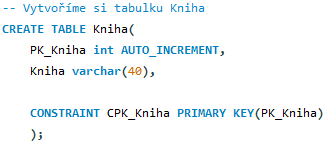 -- Vytvoříme si tabulku Kniha
CREATE TABLE Kniha(
PK_Kniha int AUTO_INCREMENT,
Kniha varchar(40),
CONSTRAINT CPK_Kniha PRIMARY KEY(PK_Kniha)
);